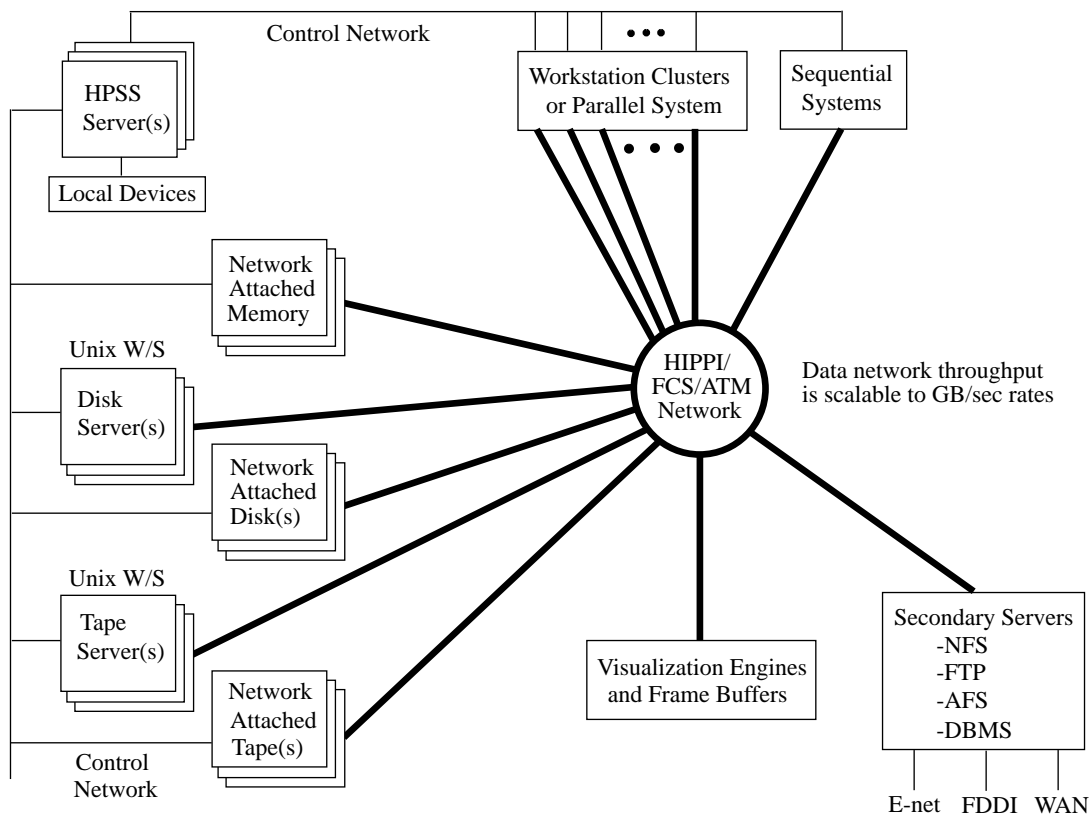 Control Network
HPSS
Server(s)
Local Devices
Workstation Clusters
or Parallel System
Sequential
Systems
Network
Attached
Memory
Unix W/S
Disk
Server(s)
Network
Attached
Disk(s)
Unix W/S
Tape
Server(s)
Network
Attached
Tape(s)
Control
Network
HIPPI/
FCS/ATM
Network
Data network throughput
is scalable to GB/sec rates
Visualization Engines
and Frame Buffers
Secondary Servers
-NFS
-FTP
-AFS
-DBMS
E-net FDDI WAN